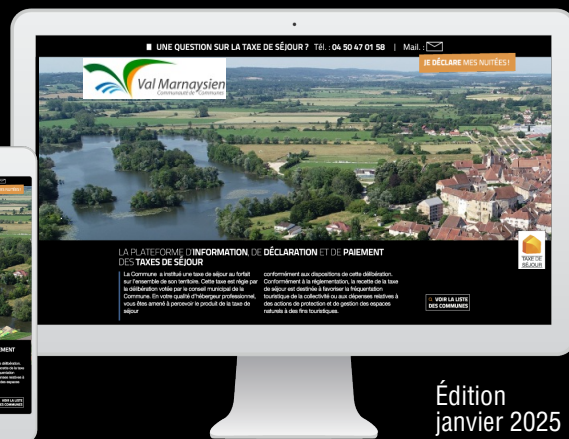 UNE QUESTION SUR LA TAXE DE SÉJOUR ? Tél. : 04 50 47 01 58 | Mail. :
JE DÉCLARE MES NUITÉES !
Val Marnaysien
Communauté de Communes
LA PLATEFORME D'INFORMATION, DE DÉCLARATION ET DE PAIEMENT
DES TAXES DE SÉJOUR
La Commune a institué une taxe de séjour au forfait
sur l'ensemble de son territoire. Cette taxe est régie par
la délibération votée par le conseil municipal de la
Commune. En votre qualité d'hébergeur professionnel,
vous êtes amené à percevoir le produit de la taxe de
séjour
conformément aux dispositions de cette délibération.
Conformément à la réglementation, la recette de la taxe
de séjour est destinée à favoriser la fréquentation
touristique de la collectivité ou aux dépenses relatives à
des actions de protection et de gestion des espaces
naturels à des fins touristiques.
TAXE DE
SÉJOUR
VOIR LA LISTE
DES COMMUNES
Édition
janvier 2025